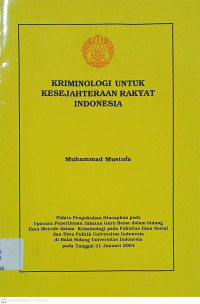 KRIMINOLOGI UNTUK
KESEJAHTERAAN RAKYAT
INDONESIA
Muhammad Mustofa
Pidato Pengukuhan Diucapkan pada
Upacara Penerimaan Jabatan Guru Besar dalam bidang
Ilmu Metode dalam Kriminologi pada Fakultas Ilmu Sosial
dan Ilmu Politik Universitas Indonesia
di Balai Sidang Universitas Indonesia
pada Tanggal 21 Januari 2004